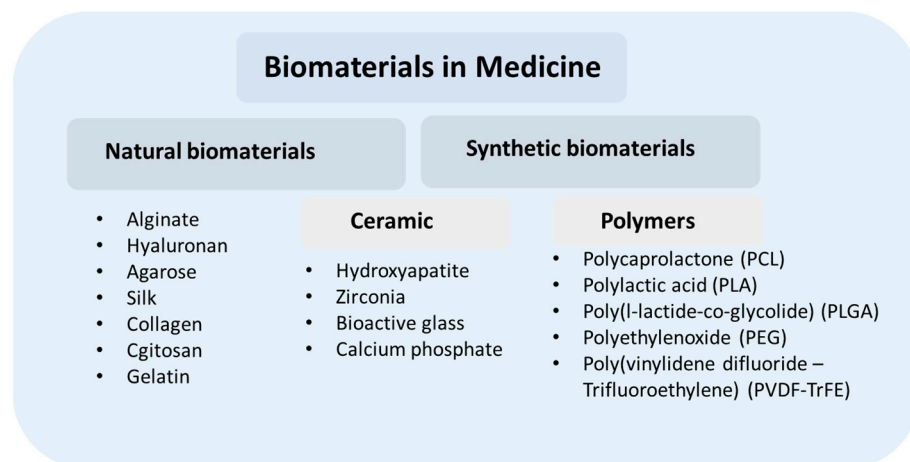 Biomaterials in Medicine
Natural biomaterials
Synthetic biomaterials
• Alginate
• Hyaluronan
• Agarose
• Silk
• Collagen
• Cgitosan
• Gelatin
Ceramic
• Hydroxyapatite
• Zirconia
• Bioactive glass
• Calcium phosphate
Polymers
• Polycaprolactone (PCL)
• Polylactic acid (PLA)
• Poly(l-lactide-co-glycolide) (PLGA)
• Polyethylenoxide (PEG)
• Poly(vinylidene difluoride –
Trifluoroethylene) (PVDF-TrFE)